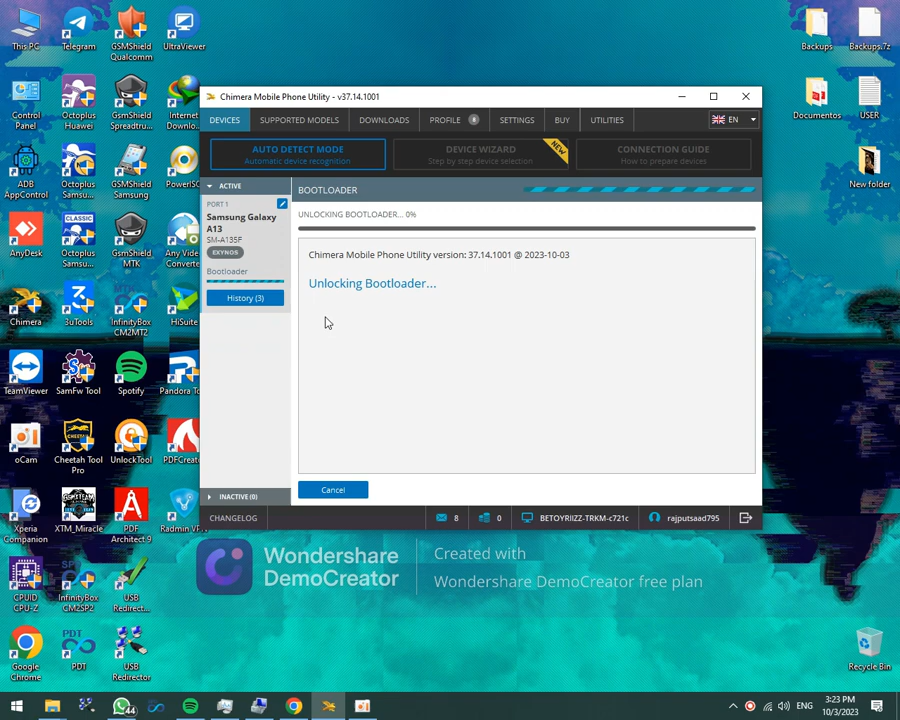 This PC
Telegram
GSMShield
Qualcomm
UltraViewer
Backups
Backups.7z
Control
Panel
Octoplus
Huawei
GsmShield
Spreadtru...
Internet
Downlo...
Documentos
USER
ADB
AppControl
Octoplus
Samsu...
GSMShield
Samsung
PowerISO
New folder
AnyDesk
CLASSIC
Octoplus
Samsu...
GsmShield
MTK
Any Video
Converte
Chimera
3uTools
InfinityBox
CM2MT2
HiSuite
TeamViewer
SamFw Tool
Spotify
Pandora To
oCam
Cheetah Tool
Pro
UnlockTool
PDFCreato
Xperia
Companion
XTM_Miracle
PDF
Architect 9
Radmin VPN
CPUID
CPU-Z
InfinityBox
CM2SP2
USB
Redirect...
Google
Chrome
PDT
PDT
USB
Redirector
Recycle Bin
Chimera Mobile Phone Utility - v37.14.1001
DEVICES
SUPPORTED MODELS
DOWNLOADS
PROFILE 8
SETTINGS
BUY
UTILITIES
EN
AUTO DETECT MODE
Automatic device recognition
DEVICE WIZARD
Step by step device selection
NEW
CONNECTION GUIDE
How to prepare devices
ACTIVE
PORT 1
Samsung Galaxy
A13
SM-A135F
EXYNOS
Bootloader
History (3)
INACTIVE (0)
BOOTLOADER
UNLOCKING BOOTLOADER... 0%
Chimera Mobile Phone Utility version: 37.14.1001 @ 2023-10-03
Unlocking Bootloader...
Cancel
CHANGELOG
8
0
BETOYRIIZZ-TRKM-c721c
rajputsaad795
Wondershare
DemoCreator
Created with
Wondershare DemoCreator free plan
44
ENG
3:23 PM
10/3/2023